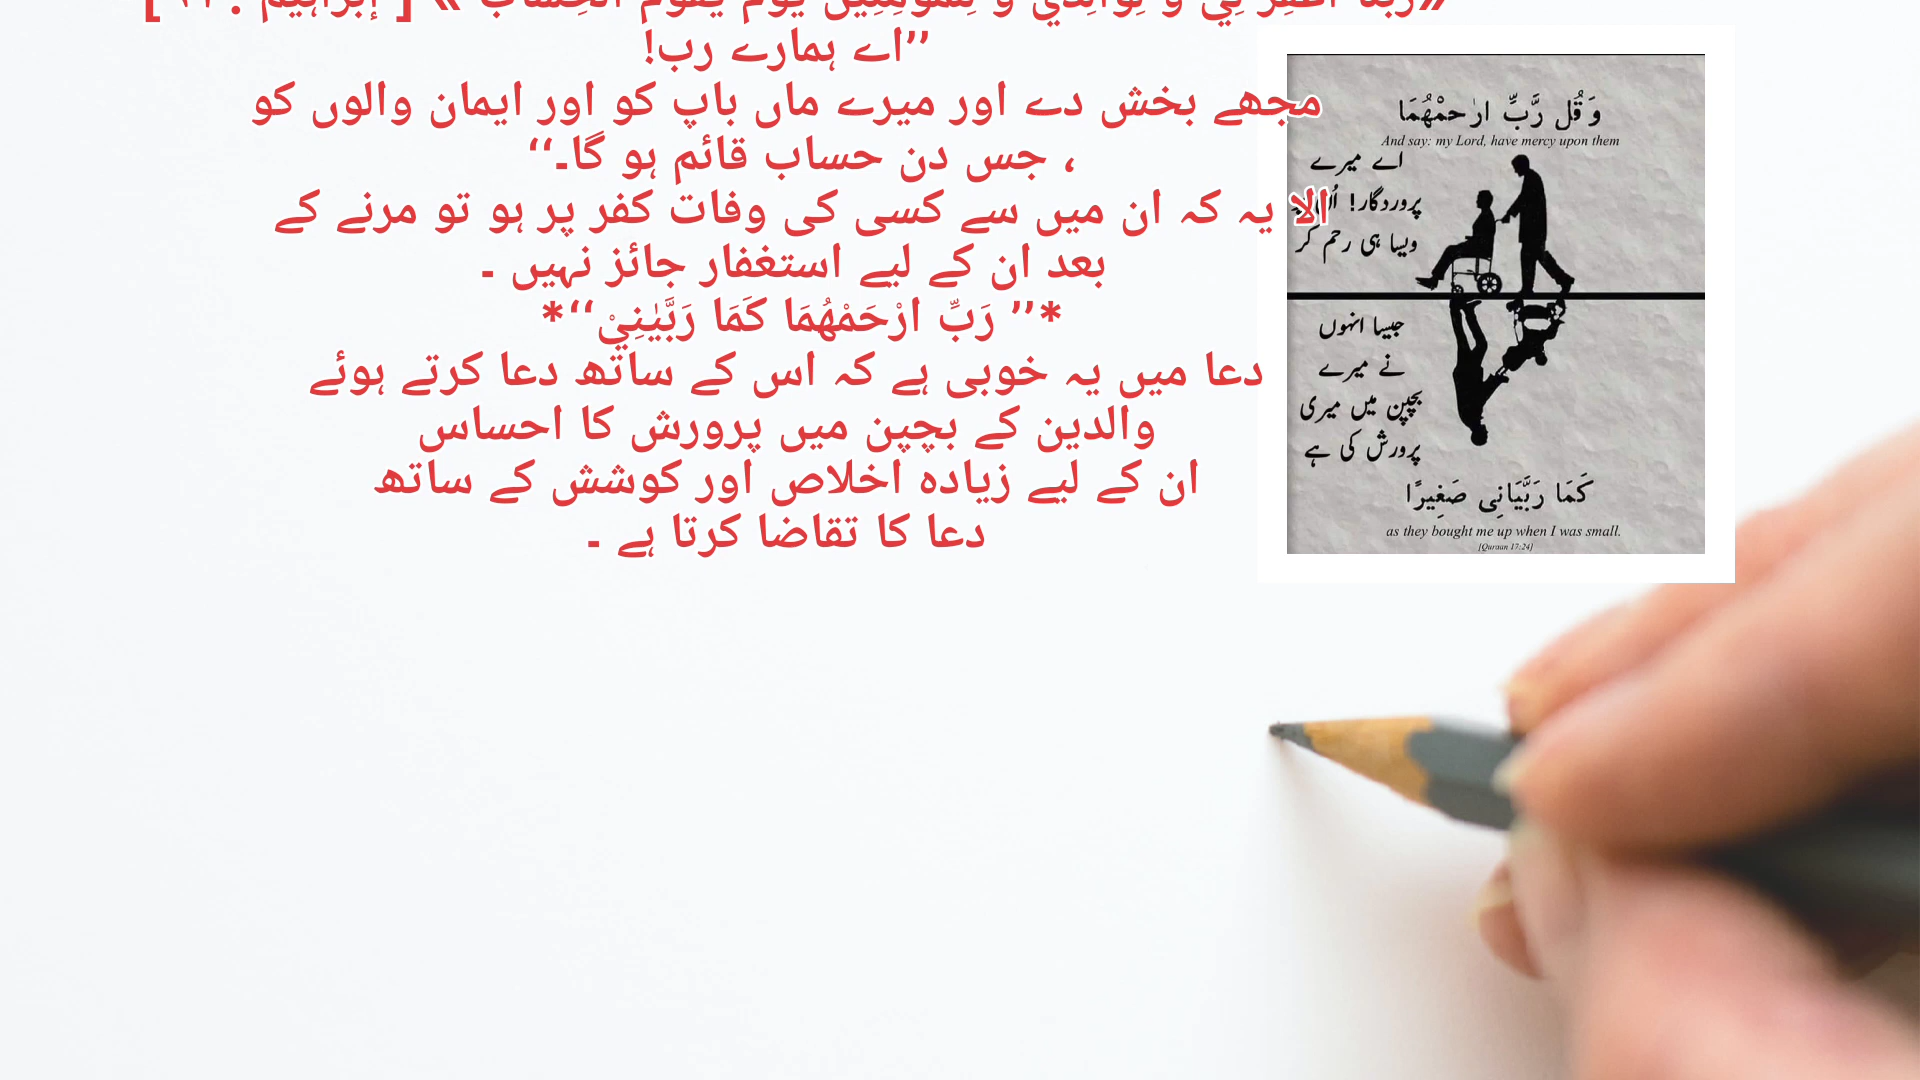 ’’اے ہمارے رب!
مجھے بخش دے اور میرے ماں باپ کو اور ایمان والوں کو
، جس دن حساب قائم ہو گا۔‘‘
الا یہ کہ ان میں سے کسی کی وفات کفر پر ہو تو مرنے کے
بعد ان کے لیے استغفار جائز نہیں ۔
*’’ رَبِّ ارْحَمْهُمَا كَمَا رَبَّيٰنِيْ‘‘*
دعا میں یہ خوبی ہے کہ اس کے ساتھ دعا کرتے ہوئے
والدین کے بچپن میں پرورش کا احساس
ان کے لیے زیادہ اخلاص اور کوشش کے ساتھ
دعا کا تقاضا کرتا ہے ۔
وَقُل رَّبِّ ارْحَمْهُمَا
And say: my Lord, have mercy upon them
اے میرے
پروردگار!
ویسا ہی رحم کر
جیسا انہوں
نے میرے
بچپن میں میری
پرورش کی ہے
كَمَا رَبَّيَانِي صَغِيرًا
as they bought me up when I was small.
[Quraan 17:24]